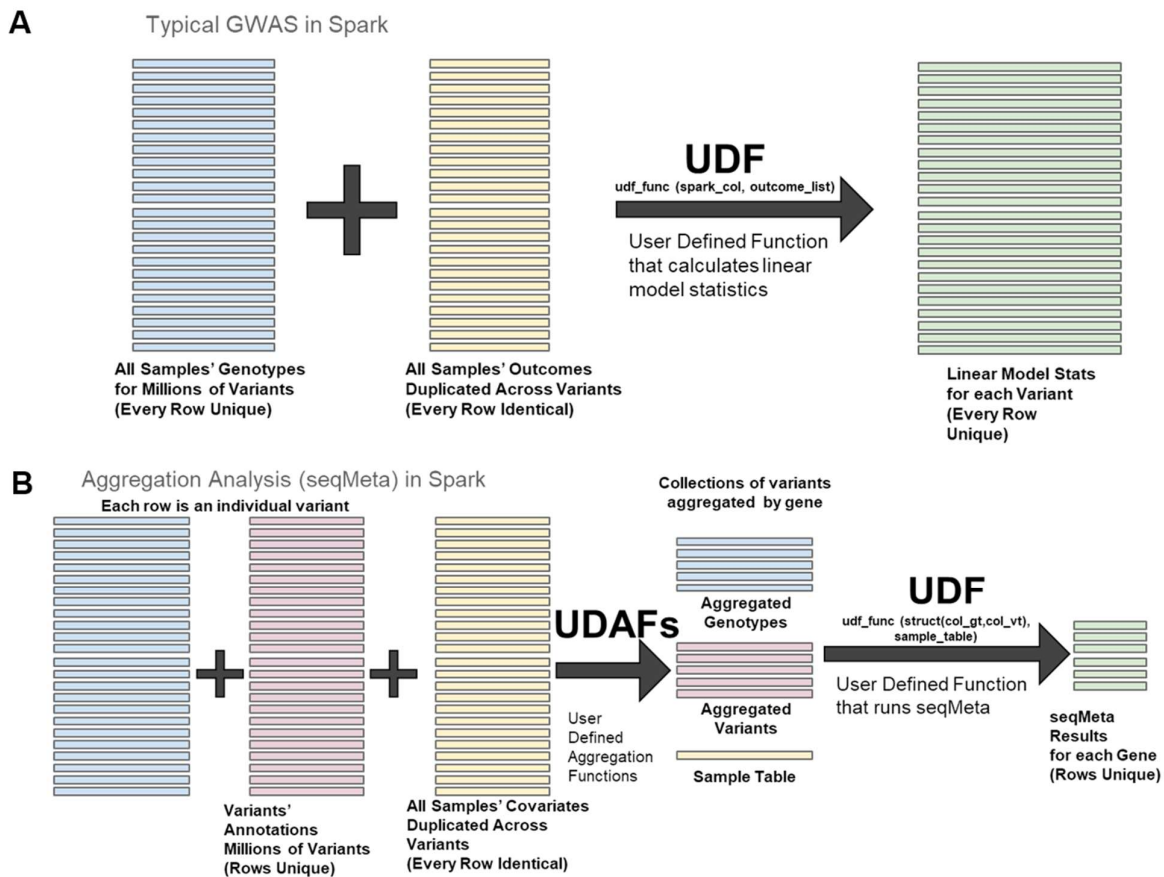 A
Typical GWAS in Spark
UDF
udf_func (spark_col, outcome_list)
User Defined Function
that calculates linear
model statistics
All Samples' Genotypes
for Millions of Variants
(Every Row Unique)
All Samples' Outcomes
Duplicated Across Variants
(Every Row Identical)
Linear Model Stats
for each Variant
(Every Row
Unique)
B
Aggregation Analysis (seqMeta) in Spark
Each row is an individual variant
Collections of variants
aggregated by gene
UDAFs
User
Defined
Aggregation
Functions
Aggregated
Genotypes
Aggregated
Variants
Sample Table
UDF
udf_func (struct(col_gt,col_vt),
sample_table)
User Defined Function
that runs seqMeta
seqMeta
Results
for each Gene
(Rows Unique)
Variants'
Annotations
Millions of Variants
(Rows Unique)
All Samples' Covariates
Duplicated Across
Variants
(Every Row Identical)